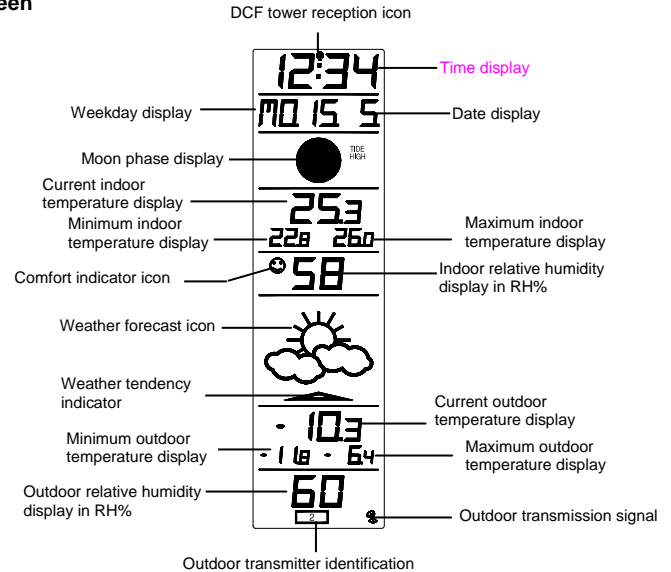 een
DCF tower reception icon
12:34
Time display
Weekday display
MO 15. 5.
Date display
Moon phase display
TIDE
HIGH
Current indoor
temperature display
25.3
Minimum indoor
temperature display
22.8 26.0
Maximum indoor
temperature display
Comfort indicator icon
58
Indoor relative humidity
display in RH%
Weather forecast icon
Weather tendency
indicator
-10.3
Current outdoor
temperature display
Minimum outdoor
temperature display
-11.8 -6.4
Maximum outdoor
temperature display
Outdoor relative humidity
display in RH%
60
2
Outdoor transmission signal
Outdoor transmitter identification